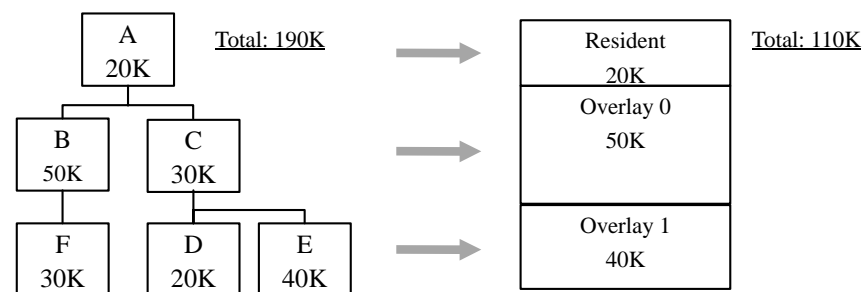 A
20K
Total: 190K
B
50K
C
30K
F
30K
D
20K
E
40K
Resident
20K
Total: 110K
Overlay 0
50K
Overlay 1
40K